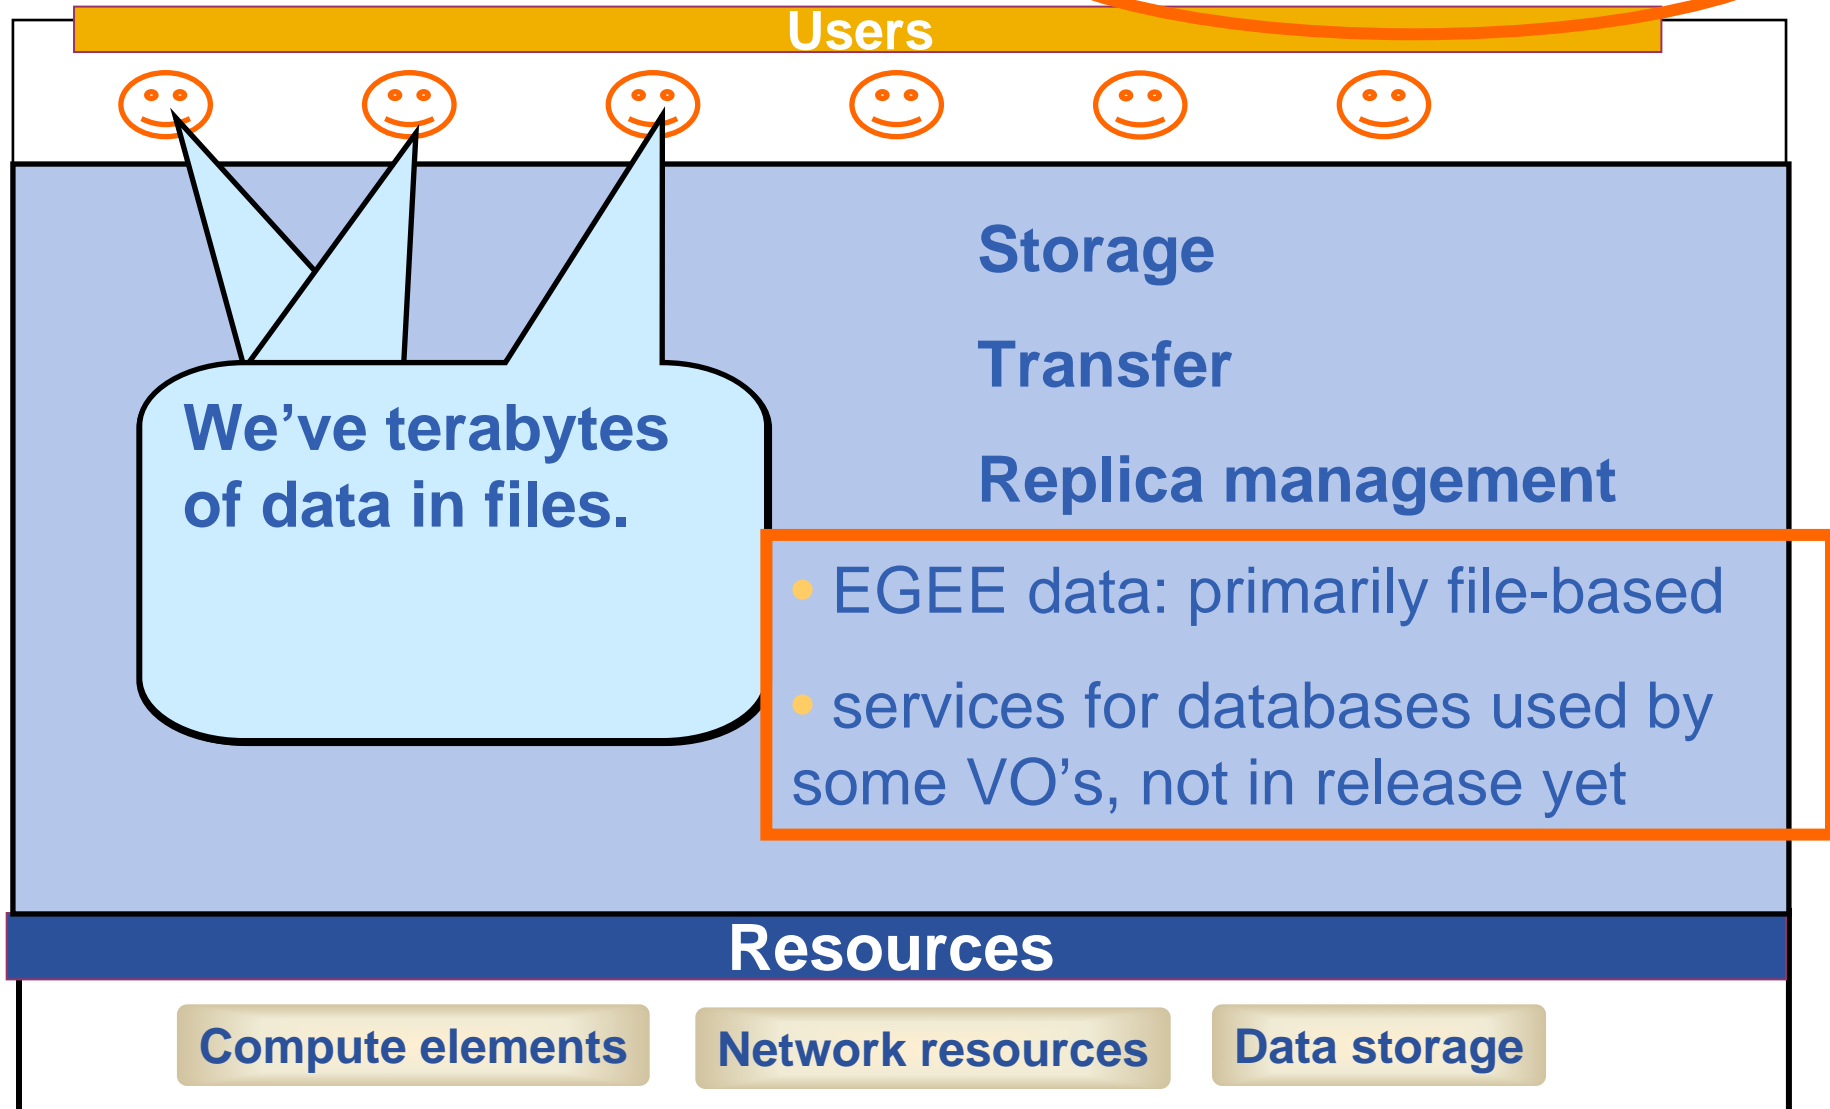 Users
We’ve terabytes
of data in files.
Storage
Transfer
Replica management
• EGEE data: primarily file-based
• services for databases used by
some VO’s, not in release yet
Resources
Compute elements
Network resources
Data storage